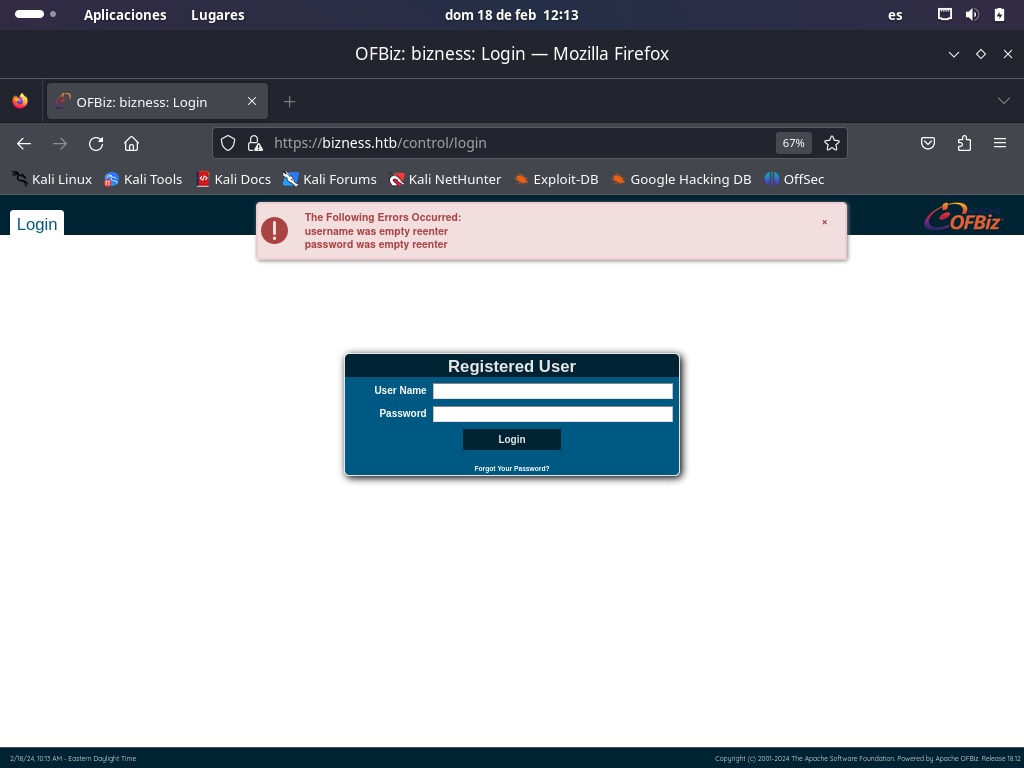 Aplicaciones Lugares dom 18 de feb 12:13 es
OFBiz: bizness: Login — Mozilla Firefox
OFBiz: bizness: Login
https://bizness.htb/control/login 67%
Kali Linux Kali Tools Kali Docs Kali Forums Kali NetHunter Exploit-DB Google Hacking DB OffSec
Login
The Following Errors Occurred:
username was empty reenter
password was empty reenter
APACHE
OFBiz
Registered User
User Name
Password
Login
Forgot Your Password?
2/18/24, 10:13 AM - Eastern Daylight Time Copyright (c) 2001-2024 The Apache Software Foundation. Powered by Apache OFBiz. Release 18.12